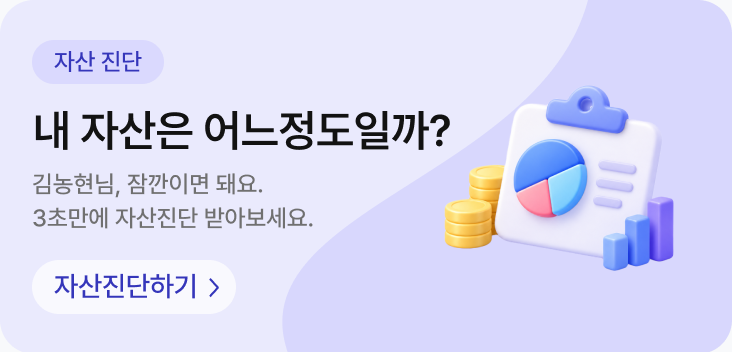 자산 진단
내 자산은 어느정도일까?
김농현님, 잠깐이면 돼요.
3초만에 자산진단 받아보세요.
자산진단하기